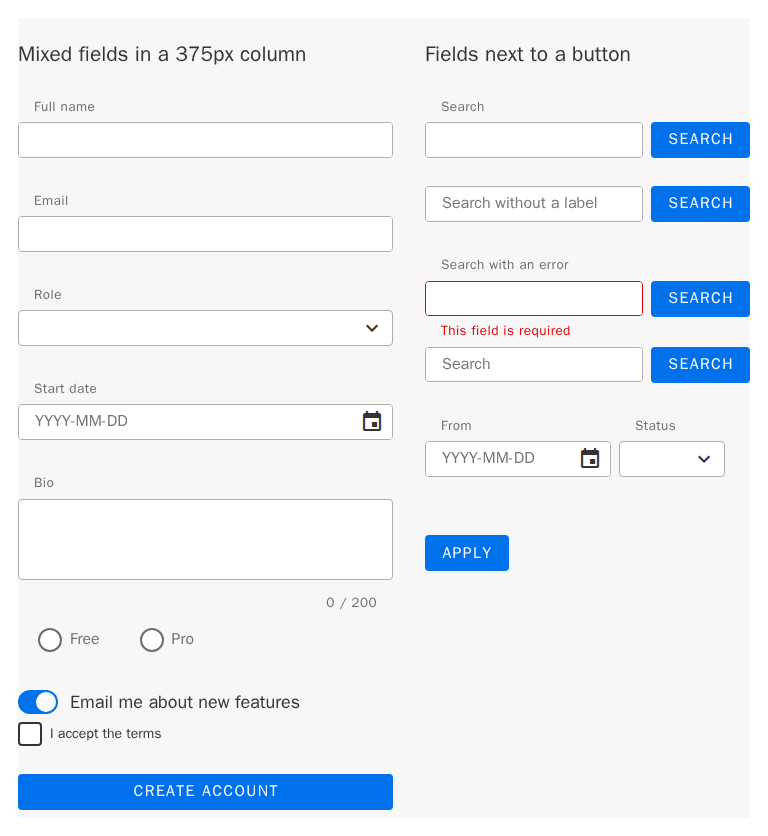 Mixed fields in a 375px column
Full name
Email
Role
Start date
YYYY-MM-DD
Bio
0 / 200
Free
Pro
Email me about new features
I accept the terms
CREATE ACCOUNT
Fields next to a button
Search
SEARCH
Search without a label
SEARCH
Search with an error
SEARCH
This field is required
Search
SEARCH
From
Status
YYYY-MM-DD
APPLY